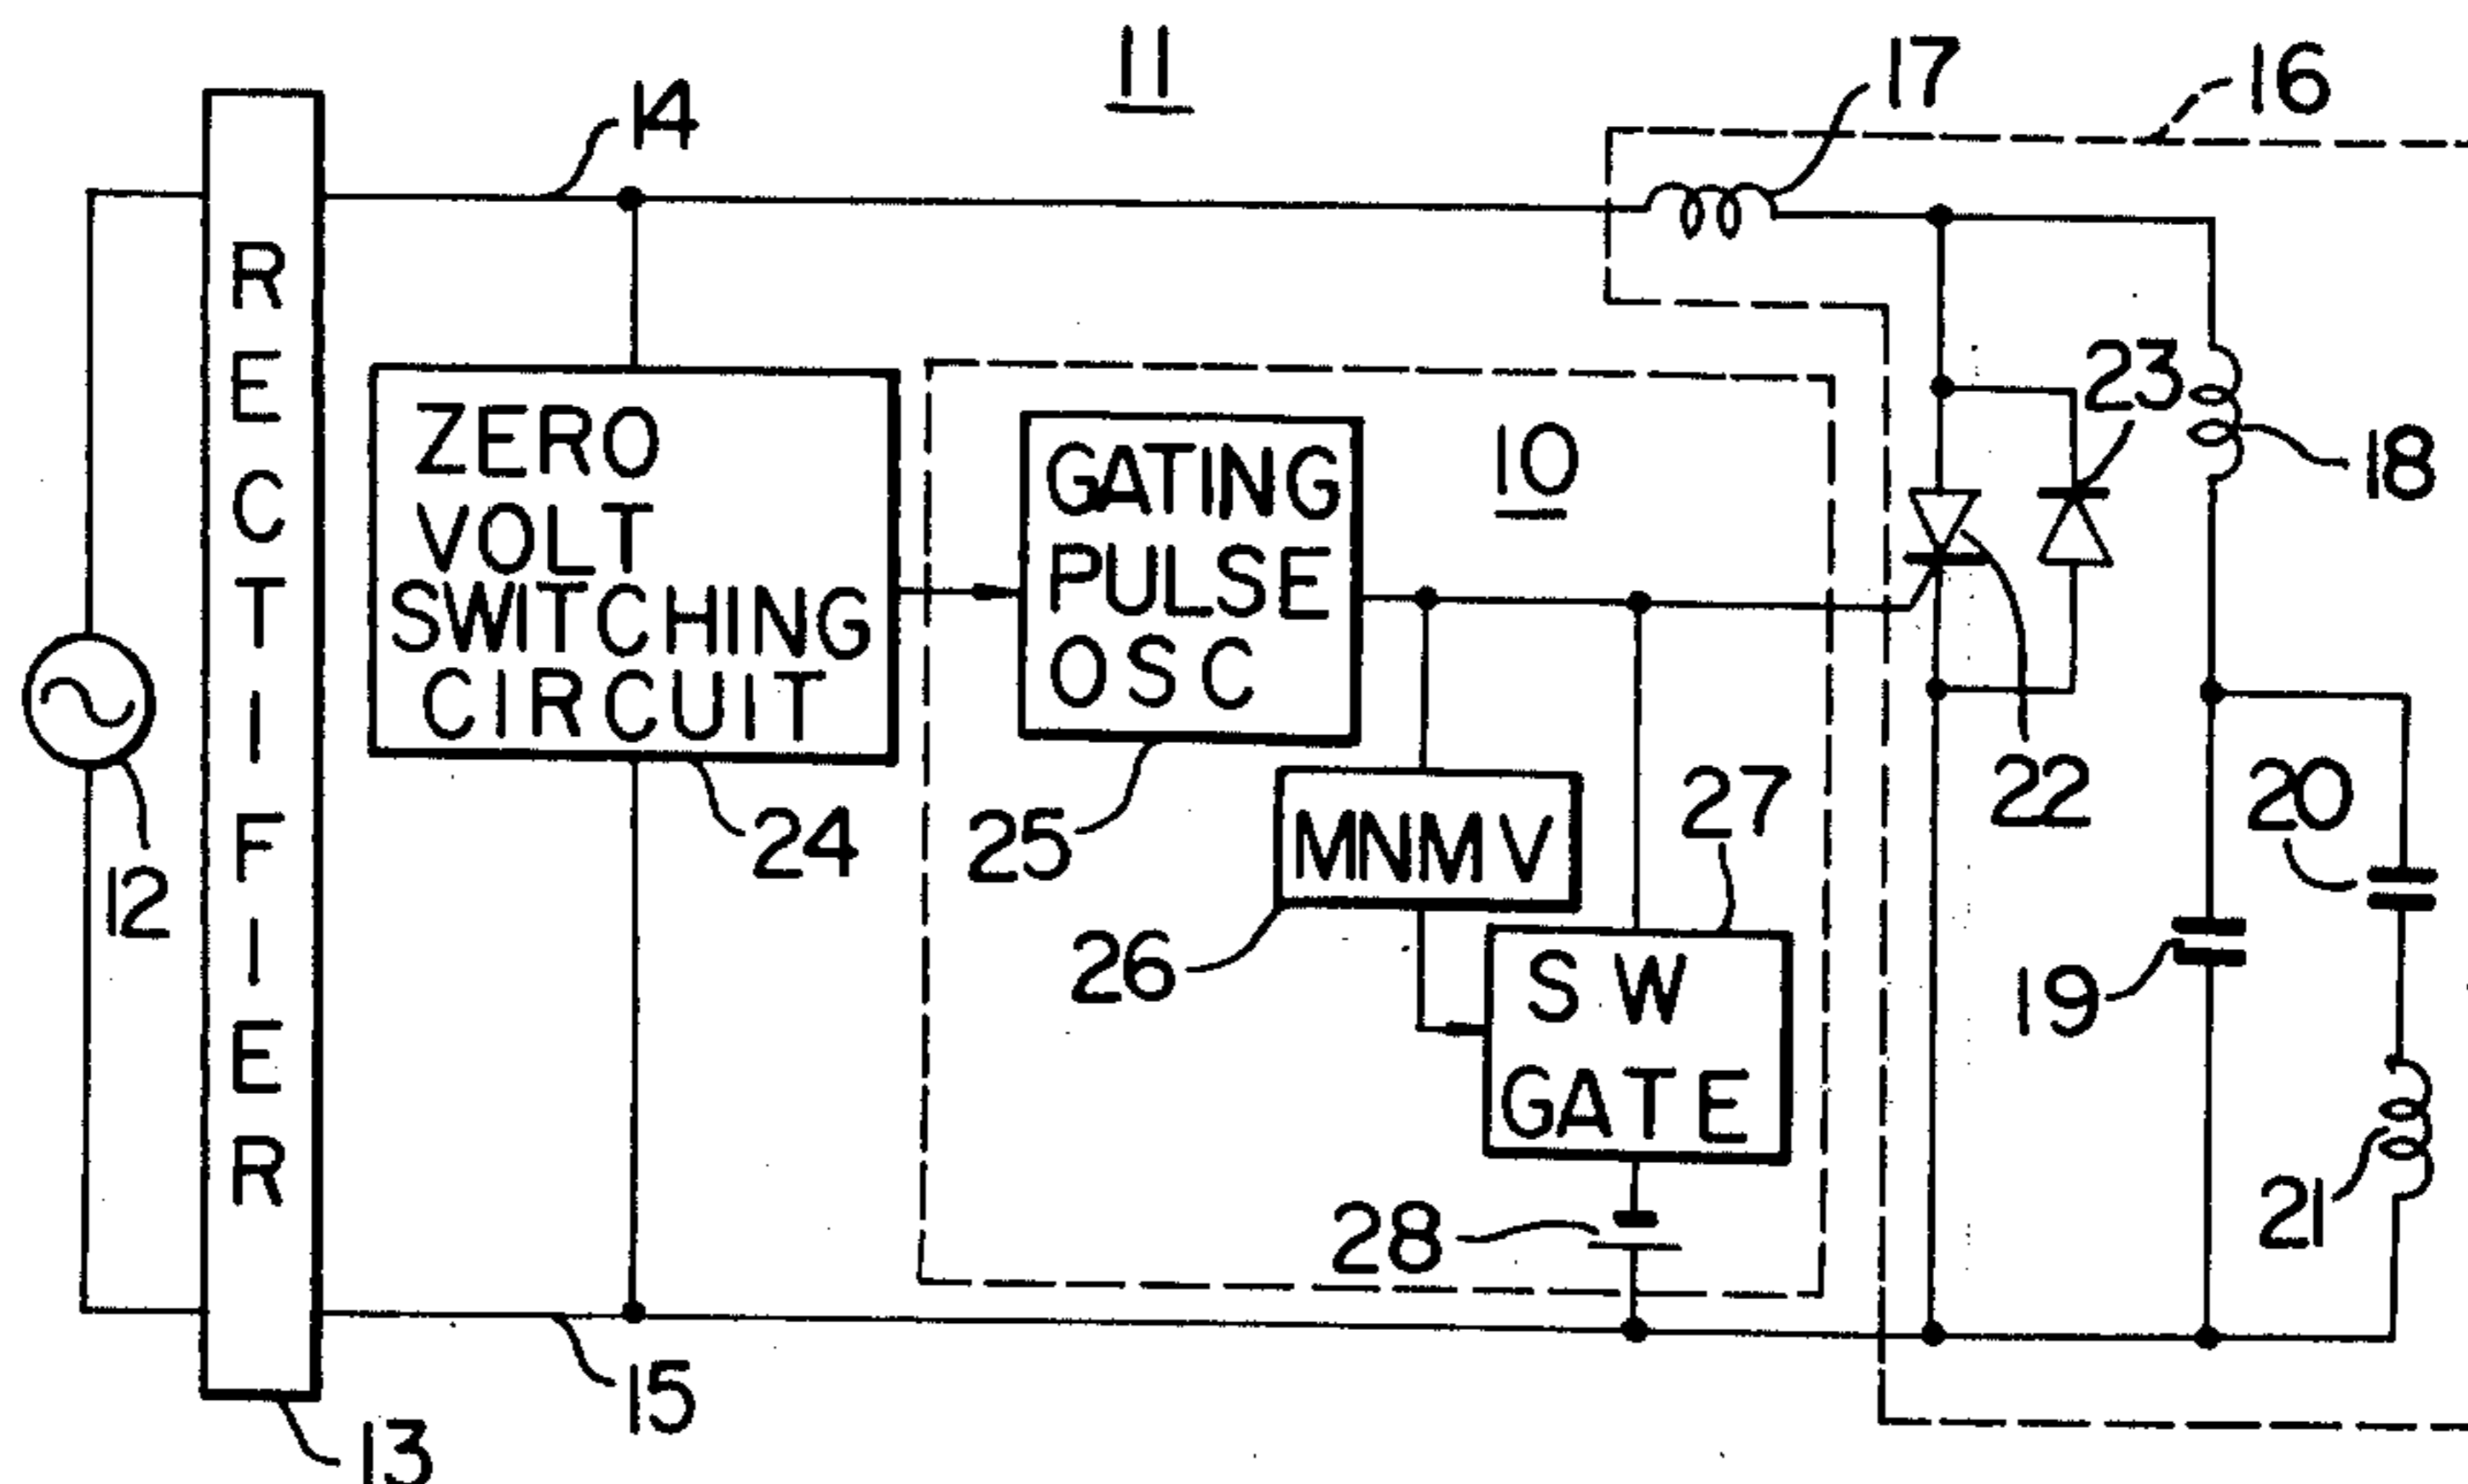 11
17
16
14
RECTIFIER
ZERO
VOLT
SWITCHING
CIRCUIT
GATING
PULSE
OSC
10
23
18
12
24
25
MNMV
27
22
20
26
SW
GATE
19
28
21
15
13